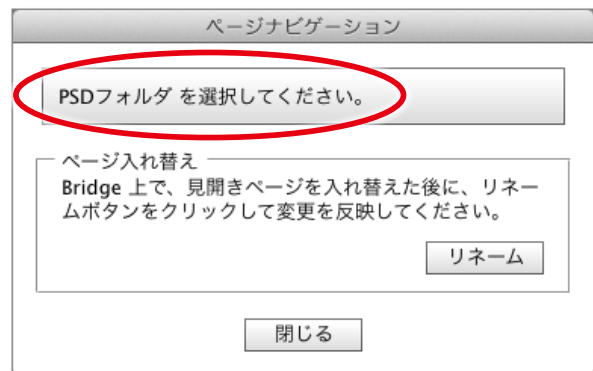 ページナビゲーション
PSDフォルダ を選択してください。
ページ入れ替え
Bridge 上で、見開きページを入れ替えた後に、リネー
ムボタンをクリックして変更を反映してください。
リネーム
閉じる